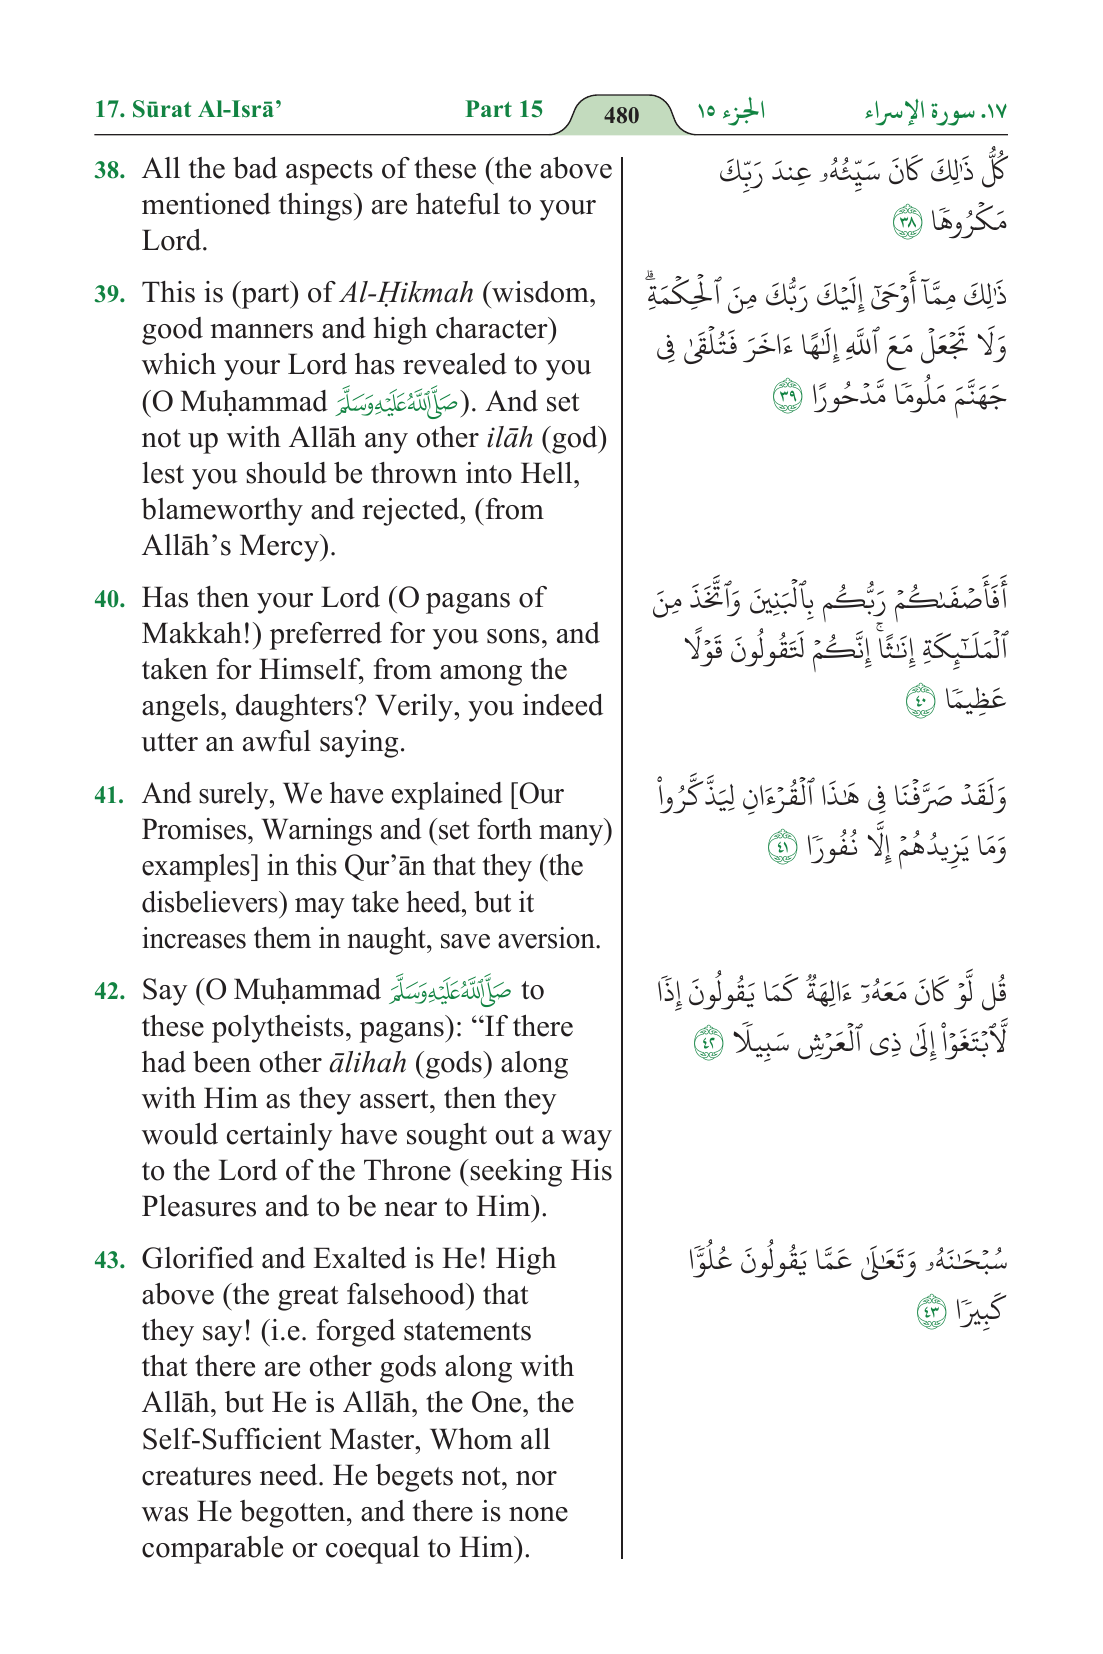 17. Sūrat Al-Isrā’ Part 15 480 الجزء ١٥ ١٧. سورة الإسراء
38. All the bad aspects of these (the above
mentioned things) are hateful to your
Lord.
39. This is (part) of Al-Ḥikmah (wisdom,
good manners and high character)
which your Lord has revealed to you
(O Muḥammad صَلَّى ٱللَّهُ عَلَيْهِ وَسَلَّمَ). And set
not up with Allāh any other ilāh (god)
lest you should be thrown into Hell,
blameworthy and rejected, (from
Allāh’s Mercy).
40. Has then your Lord (O pagans of
Makkah!) preferred for you sons, and
taken for Himself, from among the
angels, daughters? Verily, you indeed
utter an awful saying.
41. And surely, We have explained [Our
Promises, Warnings and (set forth many)
examples] in this Qur’ān that they (the
disbelievers) may take heed, but it
increases them in naught, save aversion.
42. Say (O Muḥammad صَلَّى ٱللَّهُ عَلَيْهِ وَسَلَّمَ to
these polytheists, pagans): “If there
had been other ālihah (gods) along
with Him as they assert, then they
would certainly have sought out a way
to the Lord of the Throne (seeking His
Pleasures and to be near to Him).
43. Glorified and Exalted is He! High
above (the great falsehood) that
they say! (i.e. forged statements
that there are other gods along with
Allāh, but He is Allāh, the One, the
Self-Sufficient Master, Whom all
creatures need. He begets not, nor
was He begotten, and there is none
comparable or coequal to Him).
كُلُّ ذَٰلِكَ كَانَ سَيِّئُهُۥ عِندَ رَبِّكَ
مَكْرُوهًا ٣٨
ذَٰلِكَ مِمَّآ أَوْحَىٰٓ إِلَيْكَ رَبُّكَ مِنَ ٱلْحِكْمَةِ ۗ
وَلَا تَجْعَلْ مَعَ ٱللَّهِ إِلَٰهًا ءَاخَرَ فَتُلْقَىٰ فِى
جَهَنَّمَ مَلُومًا مَّدْحُورًا ٣٩
أَفَأَصْفَىٰكُمْ رَبُّكُم بِٱلْبَنِينَ وَٱتَّخَذَ مِنَ
ٱلْمَلَٰٓئِكَةِ إِنَٰثًا ۚ إِنَّكُمْ لَتَقُولُونَ قَوْلًا
عَظِيمًا ٤٠
وَلَقَدْ صَرَّفْنَا فِى هَٰذَا ٱلْقُرْءَانِ لِيَذَّكَّرُوا۟
وَمَا يَزِيدُهُمْ إِلَّا نُفُورًا ٤١
قُل لَّوْ كَانَ مَعَهُۥٓ ءَالِهَةٌ كَمَا يَقُولُونَ إِذًا
لَّٱبْتَغَوْا۟ إِلَىٰ ذِى ٱلْعَرْشِ سَبِيلًا ٤٢
سُبْحَٰنَهُۥ وَتَعَٰلَىٰ عَمَّا يَقُولُونَ عُلُوًّا
كَبِيرًا ٤٣